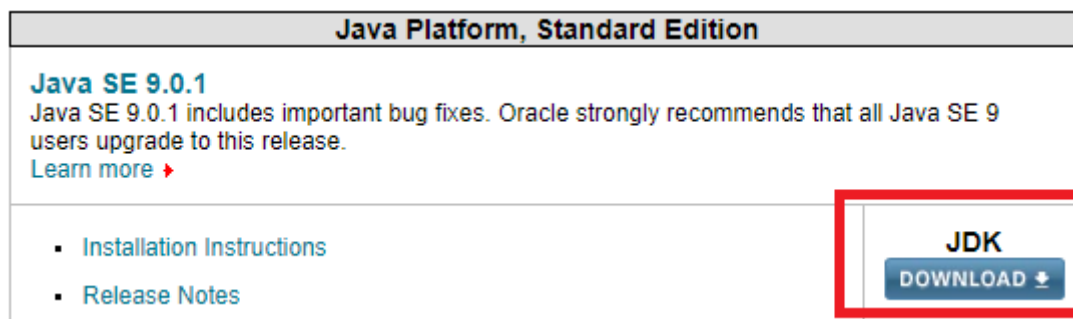 Java Platform, Standard Edition
Java SE 9.0.1
Java SE 9.0.1 includes important bug fixes. Oracle strongly recommends that all Java SE 9
users upgrade to this release.
Learn more
Installation Instructions
Release Notes
JDK
DOWNLOAD